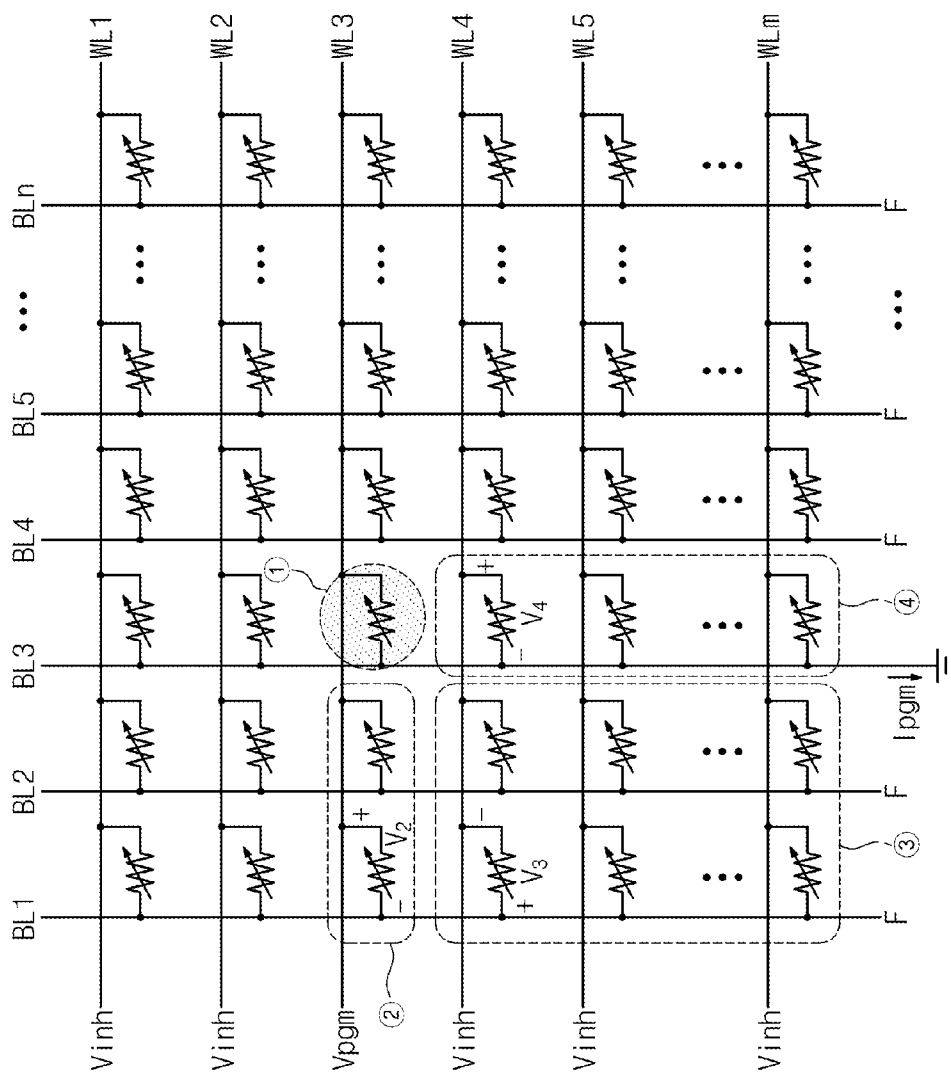 BL1 BL2 BL3 BL4 BL5 ... BLn
Vinh WL1
Vinh WL2
①
Vpgm WL3
+ V2 -
②
Vinh WL4
+ V3 -
- V4 +
Vinh WL5
... ... ... ... ... ...
Vinh WLm
③ ④
F F Ipgm F F ... F